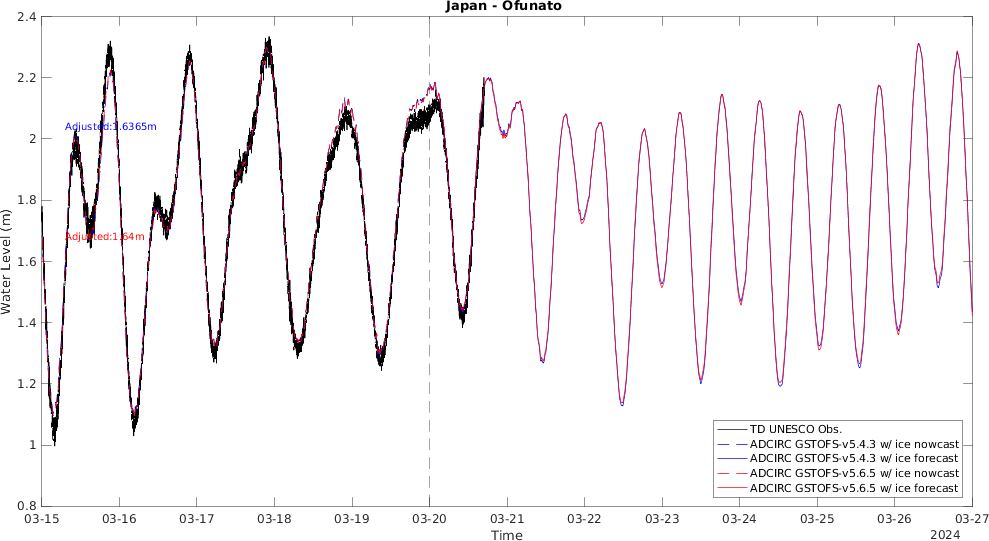 Japan - Ofunato
2.4
2.2
2
1.8
1.6
1.4
1.2
1
0.8
Water Level (m)
Adjusted:1.6365m
Adjusted:1.64m
TD UNESCO Obs.
ADCIRC GSTOFS-v5.4.3 w/ ice nowcast
ADCIRC GSTOFS-v5.4.3 w/ ice forecast
ADCIRC GSTOFS-v5.6.5 w/ ice nowcast
ADCIRC GSTOFS-v5.6.5 w/ ice forecast
03-15 03-16 03-17 03-18 03-19 03-20 03-21 03-22 03-23 03-24 03-25 03-26 03-27
Time
2024